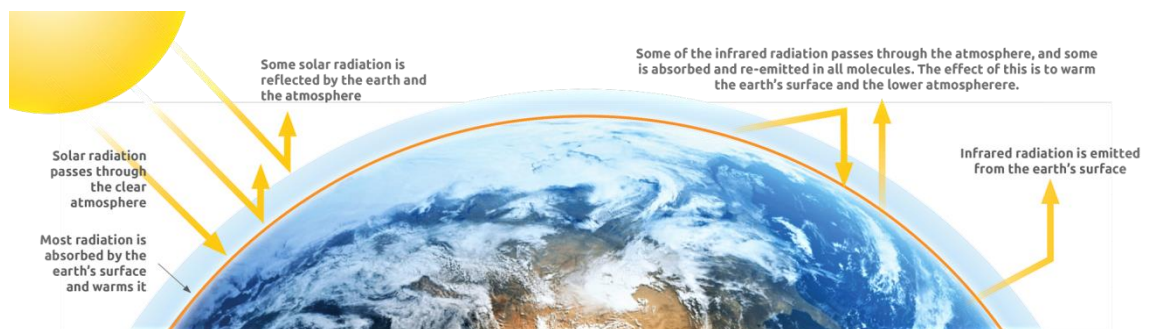 Some solar radiation is
reflected by the earth and
the atmosphere
Some of the infrared radiation passes through the atmosphere, and some
is absorbed and re-emitted in all molecules. The effect of this is to warm
the earth's surface and the lower atmospherere.
Solar radiation
passes through
the clear
atmosphere
Infrared radiation is emitted
from the earth's surface
Most radiation is
absorbed by the
earth's surface
and warms it